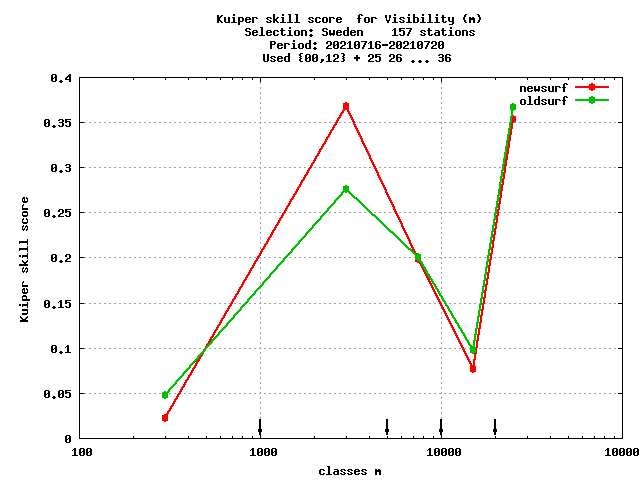 Kuiper skill score  for Visibility (m)
Selection: Sweden    157 stations
Period: 20210716-20210720
Used {00,12} + 25 26 ... 36
newsurf
oldsurf
0.4
0.35
0.3
0.25
0.2
0.15
0.1
0.05
0
Kuiper skill score
100
1000
10000
10000
classes m